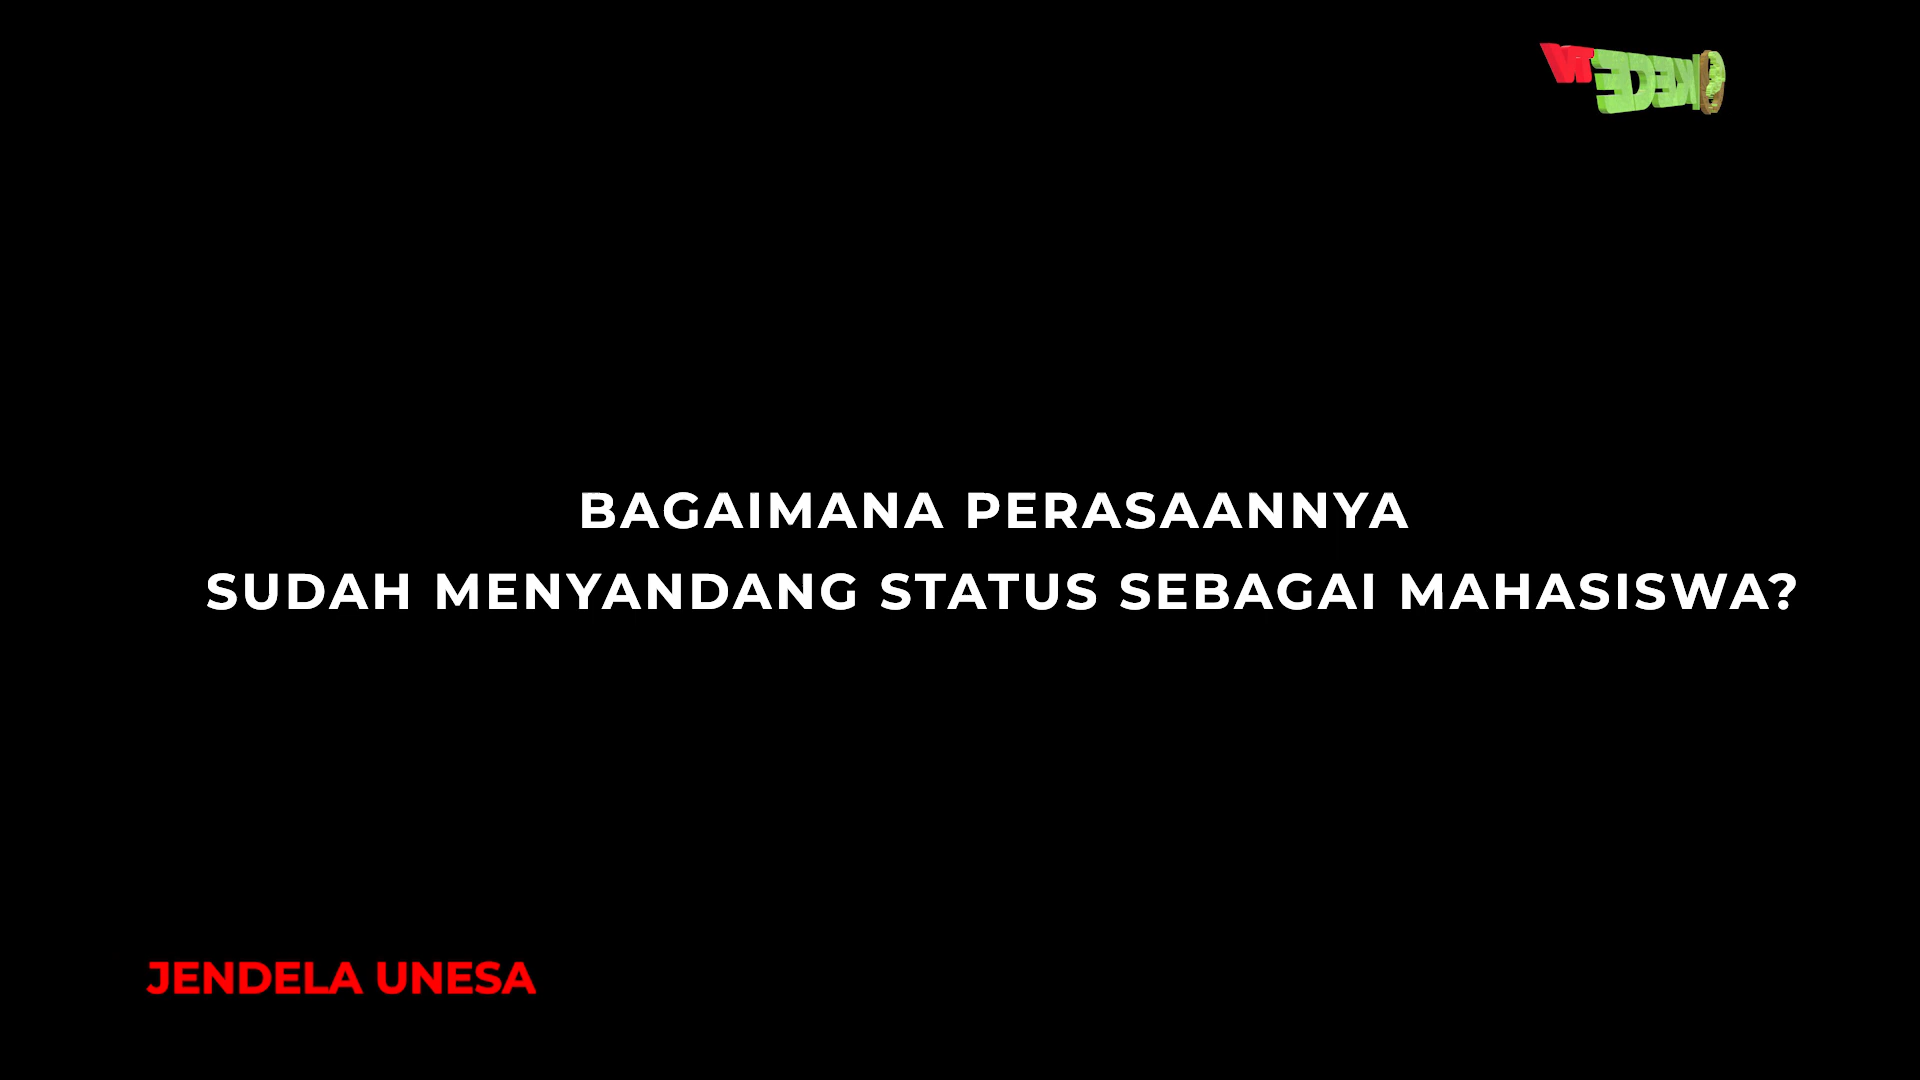 BAGAIMANA PERASAANNYA
SUDAH MENYANDANG STATUS SEBAGAI MAHASISWA?
JENDELA UNESA